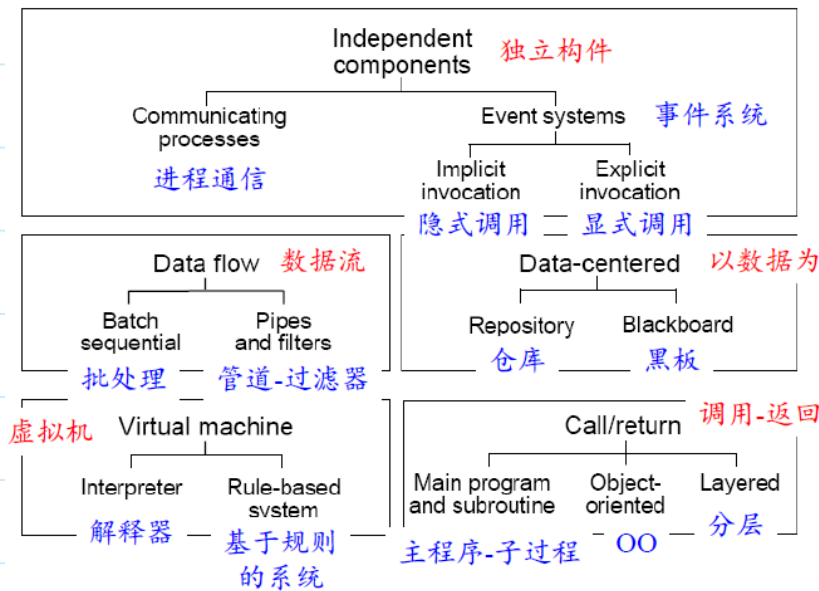 Independent
components
独立构件
Communicating
processes
进程通信
Event systems
事件系统
Implicit
invocation
隐式调用
Explicit
invocation
显式调用
Data flow
数据流
Batch
sequential
批处理
Pipes
and filters
管道-过滤器
Data-centered
以数据为
Repository
仓库
Blackboard
黑板
虚拟机
Virtual machine
Interpreter
解释器
Rule-based
system
基于规则
的系统
Call/return
调用-返回
Main program
and subroutine
主程序-子过程
Object-
oriented
OO
Layered
分层